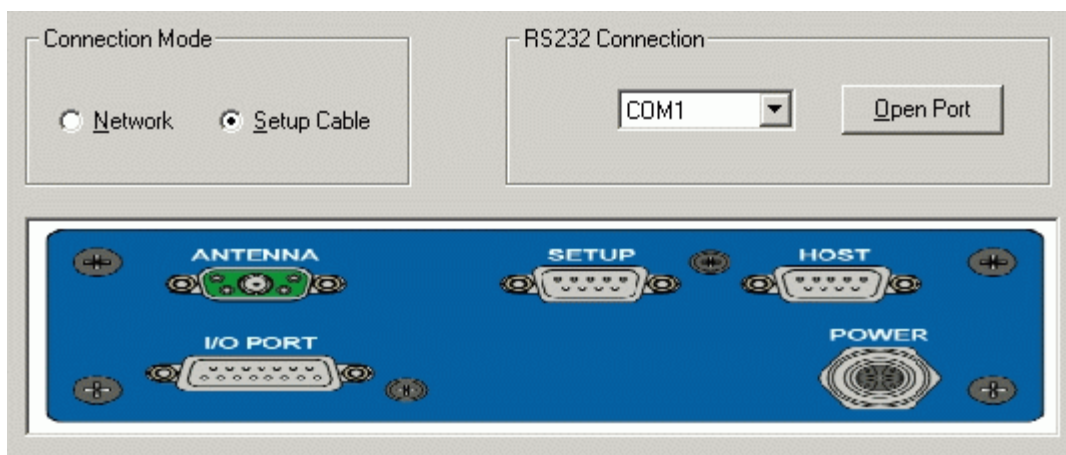 Connection Mode
Network
Setup Cable
RS232 Connection
COM1
Open Port
ANTENNA
SETUP
HOST
I/O PORT
POWER